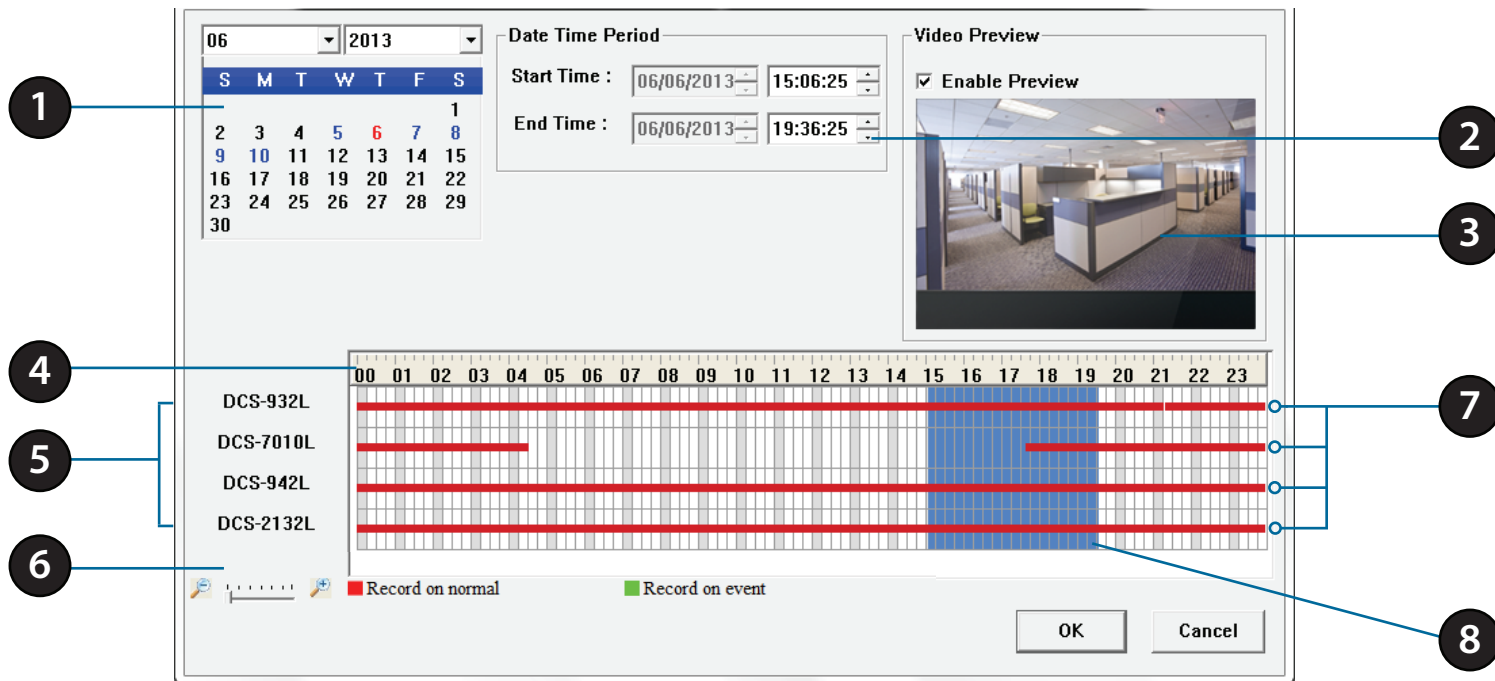 06 2013
S M T W T F S
1
2 3 4 5 6 7 8
9 10 11 12 13 14 15
16 17 18 19 20 21 22
23 24 25 26 27 28 29
30
Date Time Period
Start Time : 06/06/2013 15:06:25
End Time : 06/06/2013 19:36:25
Video Preview
Enable Preview
1
2
3
4
00 01 02 03 04 05 06 07 08 09 10 11 12 13 14 15 16 17 18 19 20 21 22 23
DCS-932L
DCS-7010L
DCS-942L
DCS-2132L
5
7
6
Record on normal
Record on event
OK
Cancel
8